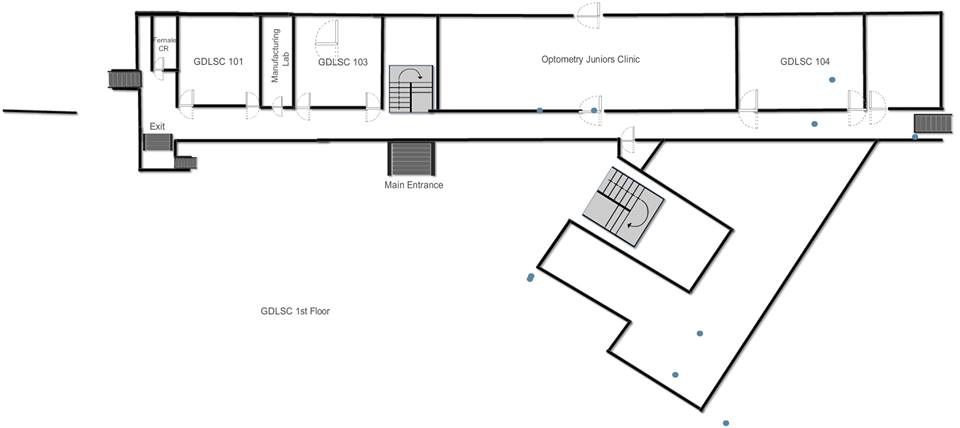 Female
CR
GDLSC 101
Manufacturing
Lab
GDLSC 103
Optometry Juniors Clinic
GDLSC 104
Exit
Main Entrance
GDLSC 1st Floor